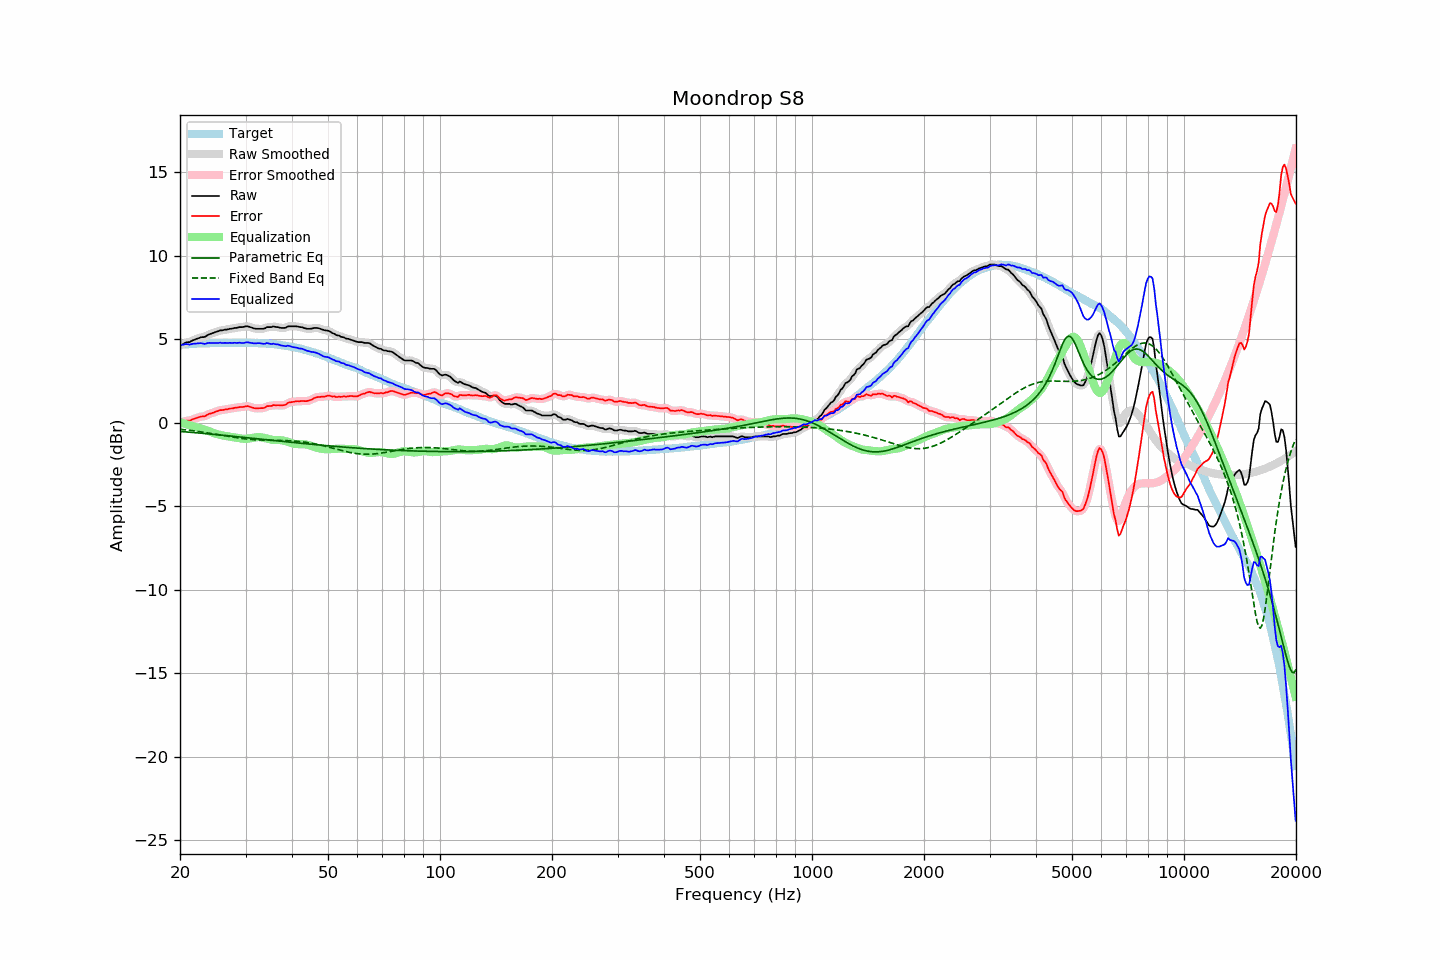 Moondrop S8
Target
Raw Smoothed
Error Smoothed
Raw
Error
Equalization
Parametric Eq
Fixed Band Eq
Equalized
Amplitude (dBr)
15
10
5
0
−5
−10
−15
−20
−25
20 50 100 200 500 1000 2000 5000 10000 20000
Frequency (Hz)